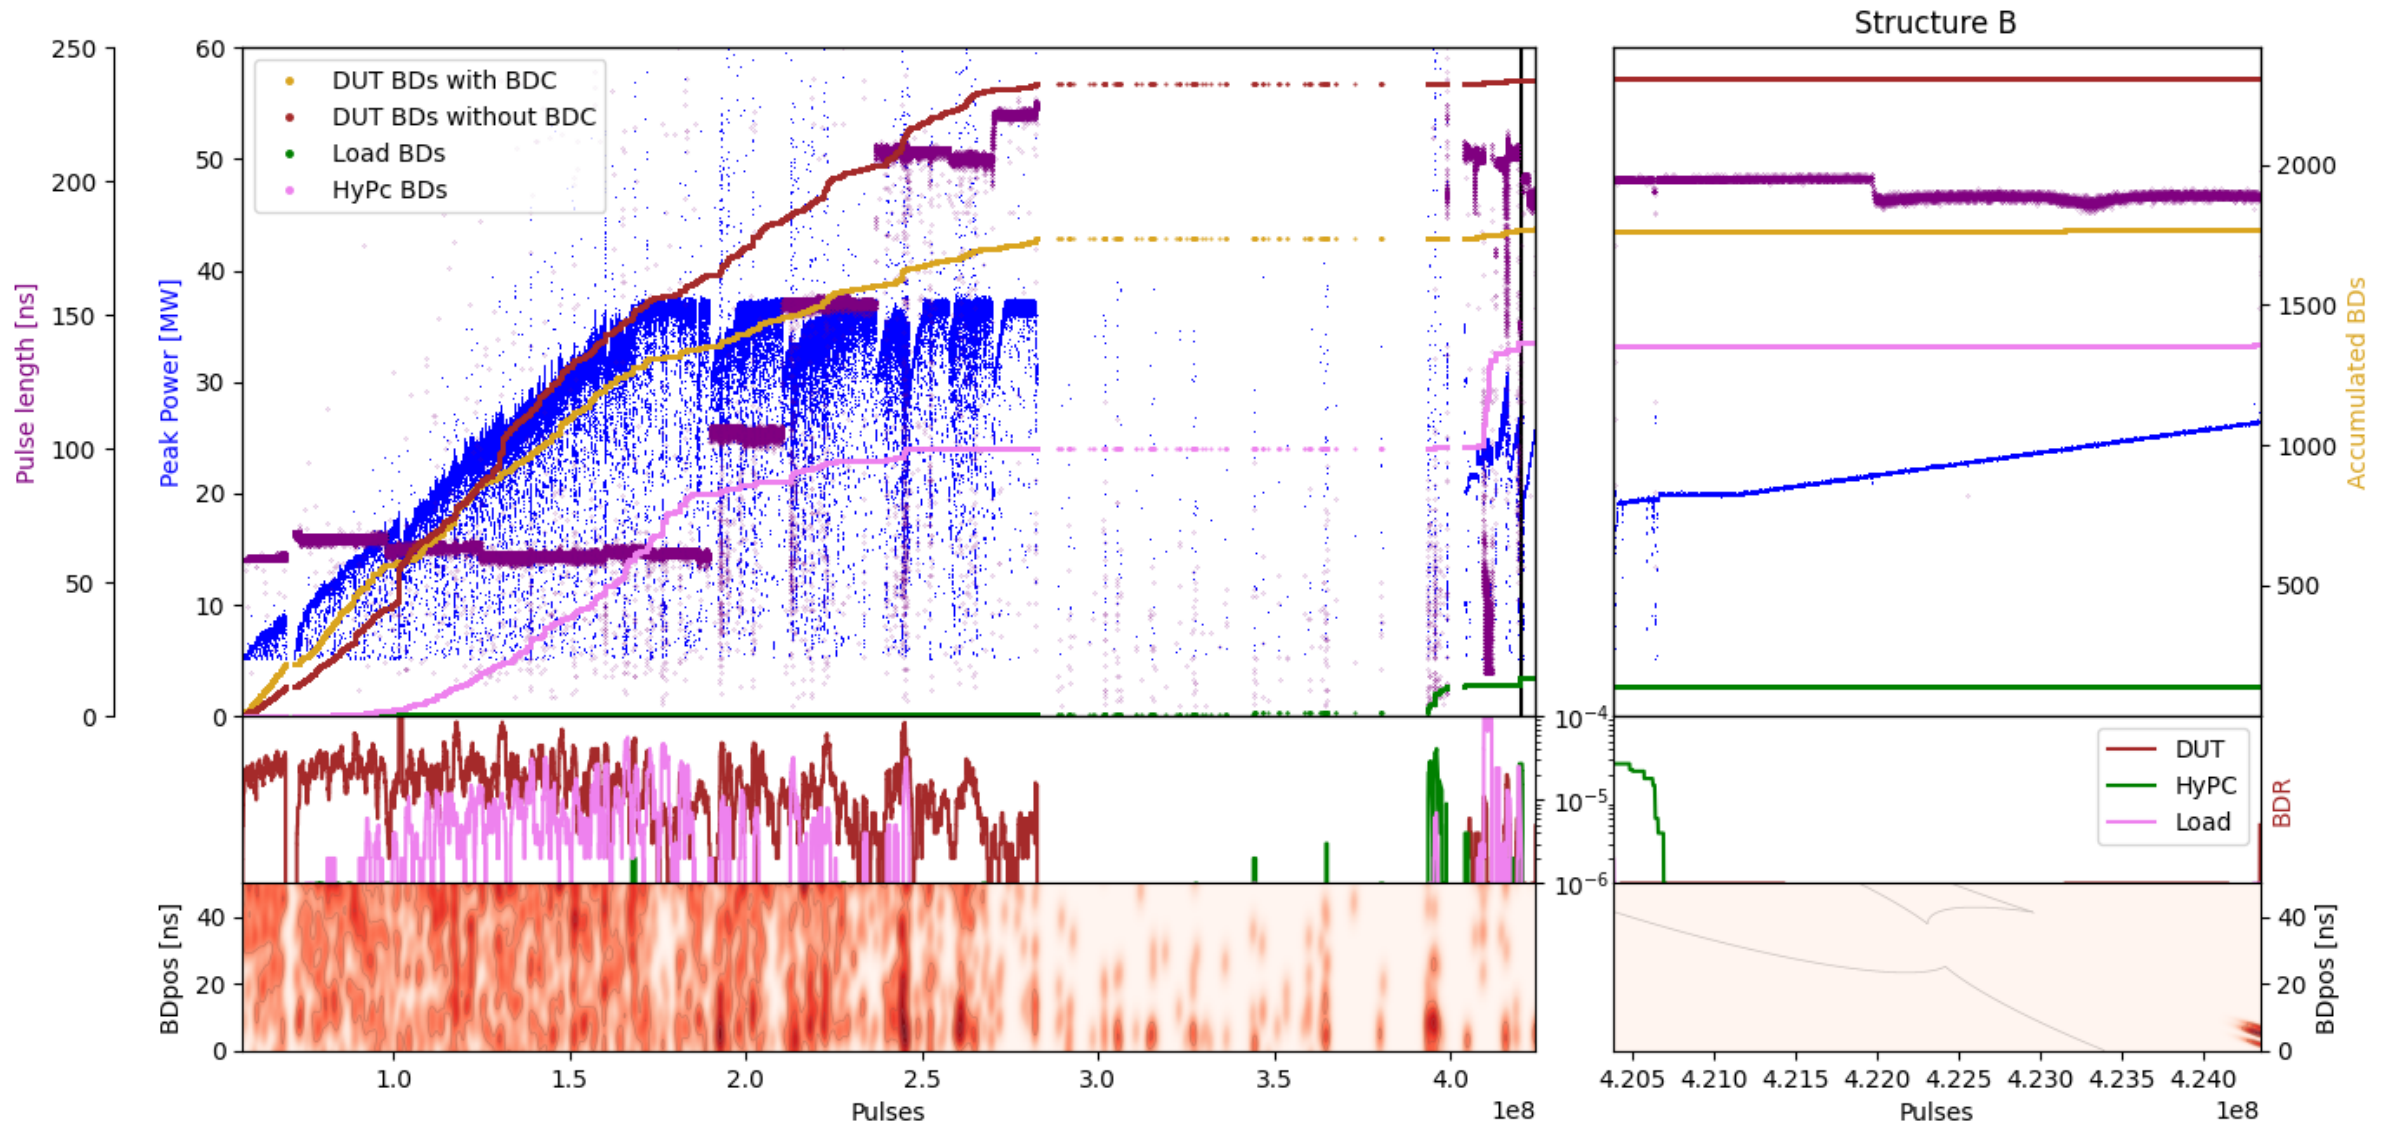 Structure B
250
200
150
100
50
0
Pulse length [ns]
60
50
40
30
20
10
0
Peak Power [MW]
DUT BDs with BDC
DUT BDs without BDC
Load BDs
HyPc BDs
2000
1500
1000
500
Accumulated BDs
10⁻⁴
10⁻⁵
10⁻⁶
DUT
HyPC
Load
BDR
40
20
0
BDpos [ns]
40
20
0
BDpos [ns]
1.0 1.5 2.0 2.5 3.0 3.5 4.0
Pulses
1e8
4.205 4.210 4.215 4.220 4.225 4.230 4.235 4.240
Pulses
1e8